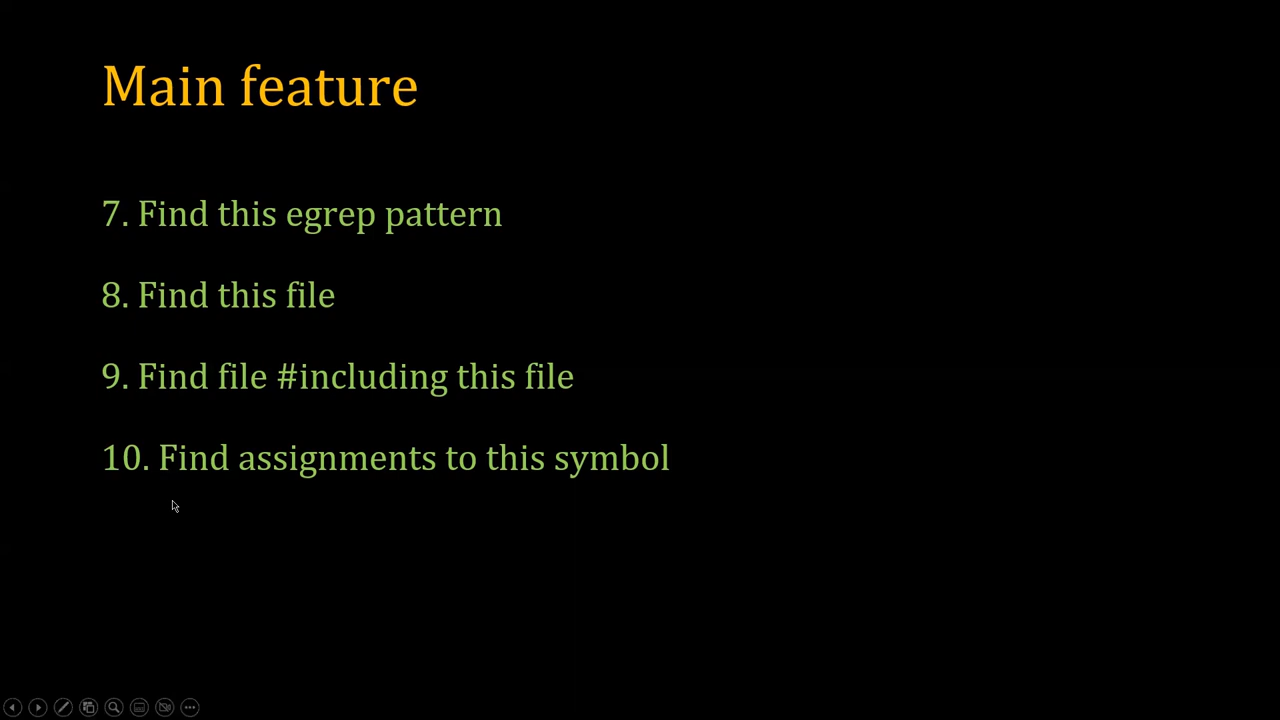 Main feature
7. Find this egrep pattern
8. Find this file
9. Find file #including this file
10. Find assignments to this symbol